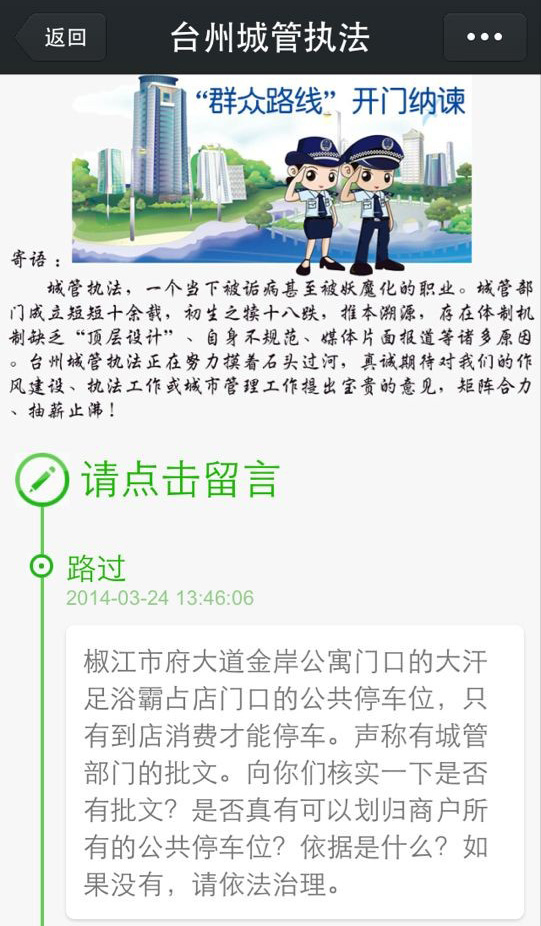 返回
台州城管执法
“群众路线”开门纳谏
寄语：
城管执法，一个当下被诟病甚至被妖魔化的职业。城管部
门成立短短十余载，初生之犊十八跌，推本溯源，存在体制机
制缺乏“顶层设计”、自身不规范、媒体片面报道等诸多原因
。台州城管执法正在努力摸着石头过河，真诚期待对我们的作
风建设、执法工作或城市管理工作提出宝贵的意见，矩阵合力
、抽薪止沸！
请点击留言
路过
2014-03-24 13:46:06
椒江市府大道金岸公寓门口的大汗
足浴霸占店门口的公共停车位，只
有到店消费才能停车。声称有城管
部门的批文。向你们核实一下是否
有批文？是否真有可以划归商户所
有的公共停车位？依据是什么？如
果没有，请依法治理。